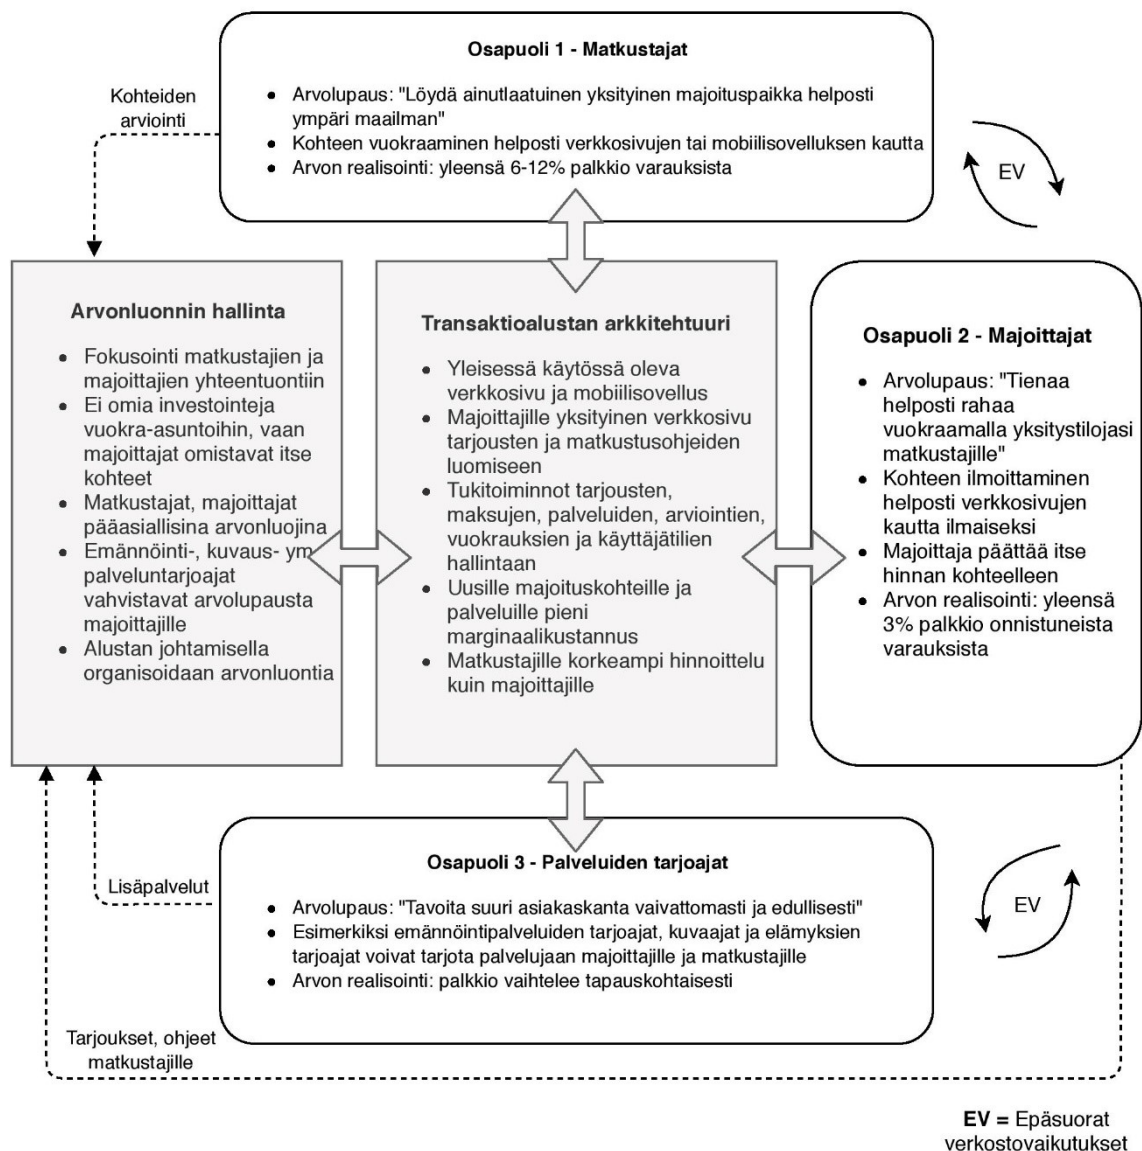 Osapuoli 1 - Matkustajat
• Arvolupaus: "Löydä ainutlaatuinen yksityinen majoituspaikka helposti
ympäri maailman"
• Kohteen vuokraaminen helposti verkkosivujen tai mobiilisovelluksen kautta
• Arvon realisointi: yleensä 6-12% palkkio varauksista
Kohteiden
arviointi
EV
Arvonluonnin hallinta
• Fokusointi matkustajien ja
majoittajien yhteentuontiin
• Ei omia investointeja
vuokra-asuntoihin, vaan
majoittajat omistavat itse
kohteet
• Matkustajat, majoittajat
pääasiallisina arvonluojina
• Emännöinti-, kuvaus- ym
palveluntarjoajat
vahvistavat arvolupausta
majoittajille
• Alustan johtamisella
organisoidaan arvonluontia
Transaktioalustan arkkitehtuuri
• Yleisessä käytössä oleva
verkkosivu ja mobiilisovellus
• Majoittajille yksityinen verkkosivu
tarjousten ja matkustusohjeiden
luomiseen
• Tukitoiminnot tarjousten,
maksujen, palveluiden, arviointien,
vuokrauksien ja käyttäjätilien
hallintaan
• Uusille majoituskohteille ja
palveluille pieni
marginaalikustannus
• Matkustajille korkeampi hinnoittelu
kuin majoittajille
Osapuoli 2 - Majoittajat
• Arvolupaus: "Tienaa
helposti rahaa
vuokraamalla yksitystilojasi
matkustajille"
• Kohteen ilmoittaminen
helposti verkkosivujen
kautta ilmaiseksi
• Majoittaja päättää itse
hinnan kohteelleen
• Arvon realisointi: yleensä
3% palkkio onnistuneista
varauksista
Osapuoli 3 - Palveluiden tarjoajat
• Arvolupaus: "Tavoita suuri asiakaskanta vaivattomasti ja edullisesti"
• Esimerkiksi emännöintipalveluiden tarjoajat, kuvaajat ja elämyksien
tarjoajat voivat tarjota palvelujaan majoittajille ja matkustajille
• Arvon realisointi: palkkio vaihtelee tapauskohtaisesti
Lisäpalvelut
EV
Tarjoukset, ohjeet
matkustajille
EV = Epäsuorat
verkostovaikutukset